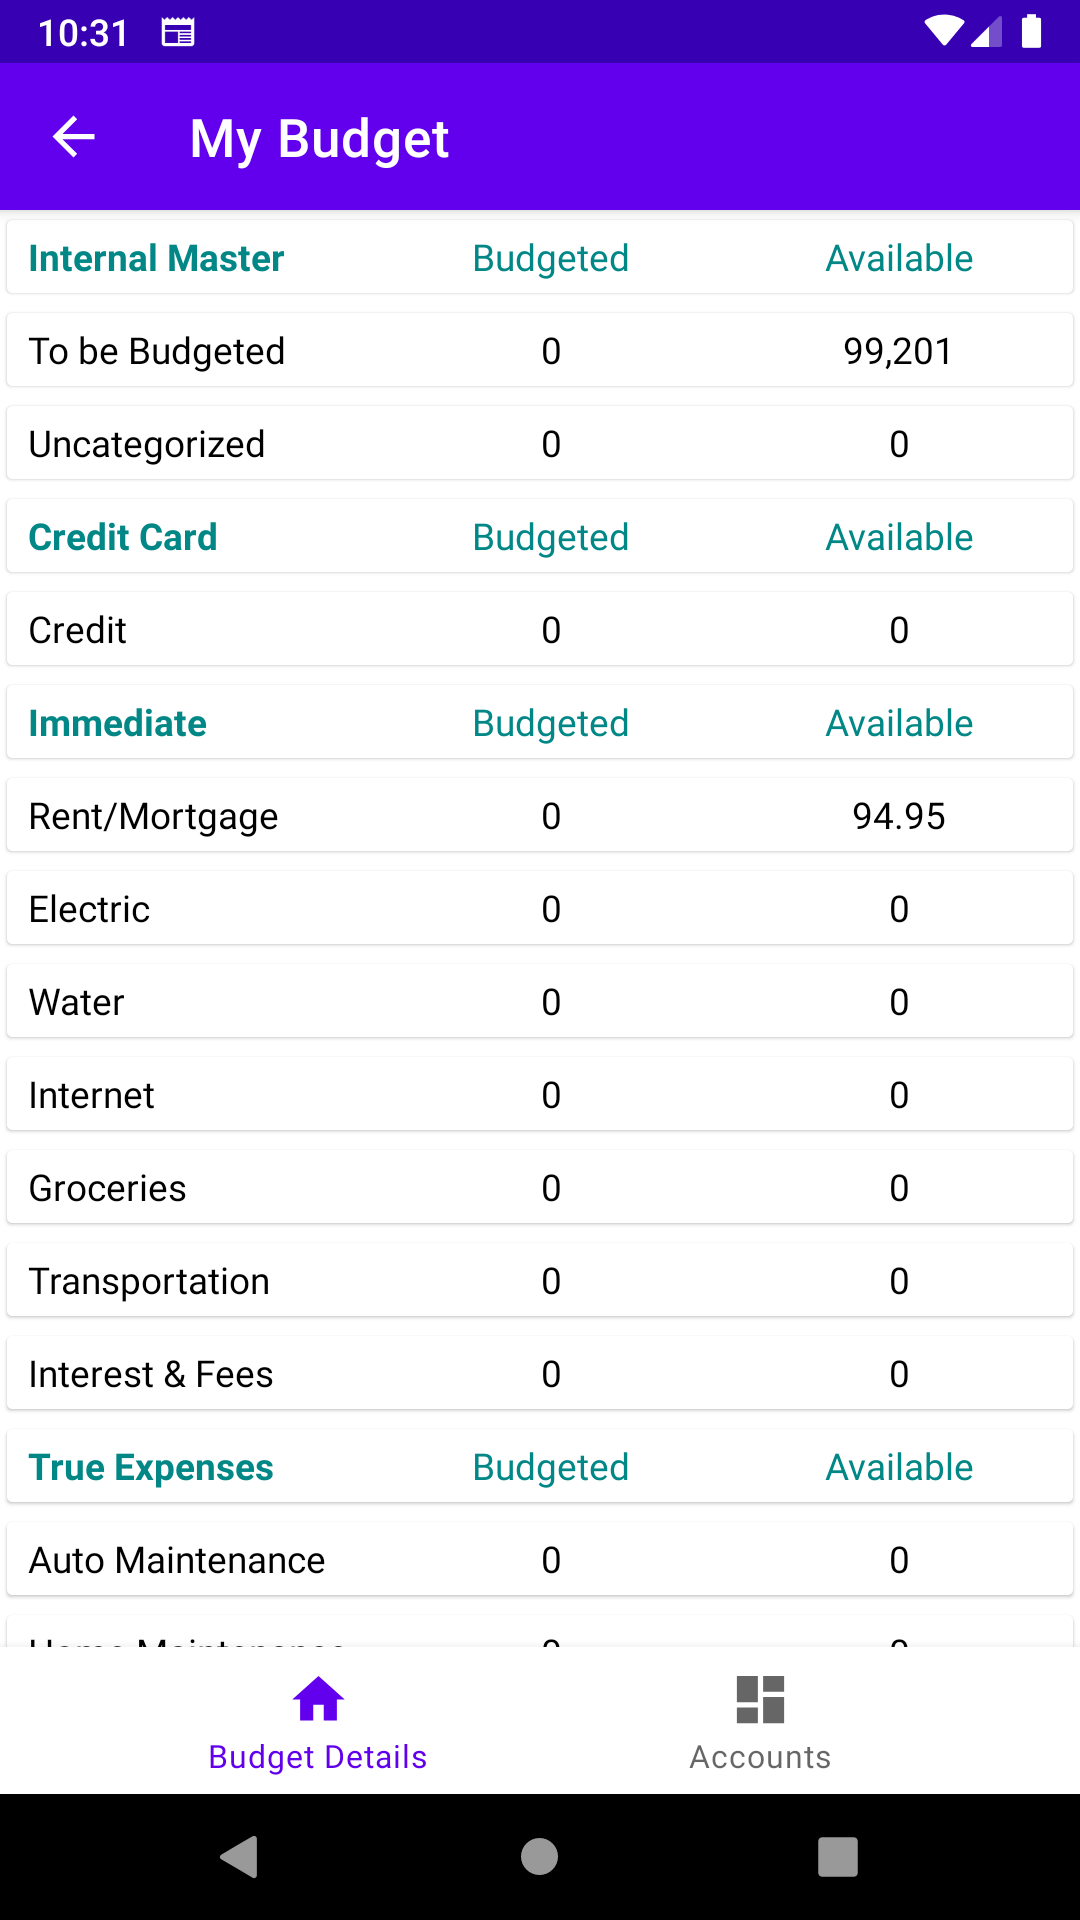 10:31
My Budget
Internal Master Budgeted Available
To be Budgeted 0 99,201
Uncategorized 0 0
Credit Card Budgeted Available
Credit 0 0
Immediate Budgeted Available
Rent/Mortgage 0 94.95
Electric 0 0
Water 0 0
Internet 0 0
Groceries 0 0
Transportation 0 0
Interest & Fees 0 0
True Expenses Budgeted Available
Auto Maintenance 0 0
Budget Details Accounts